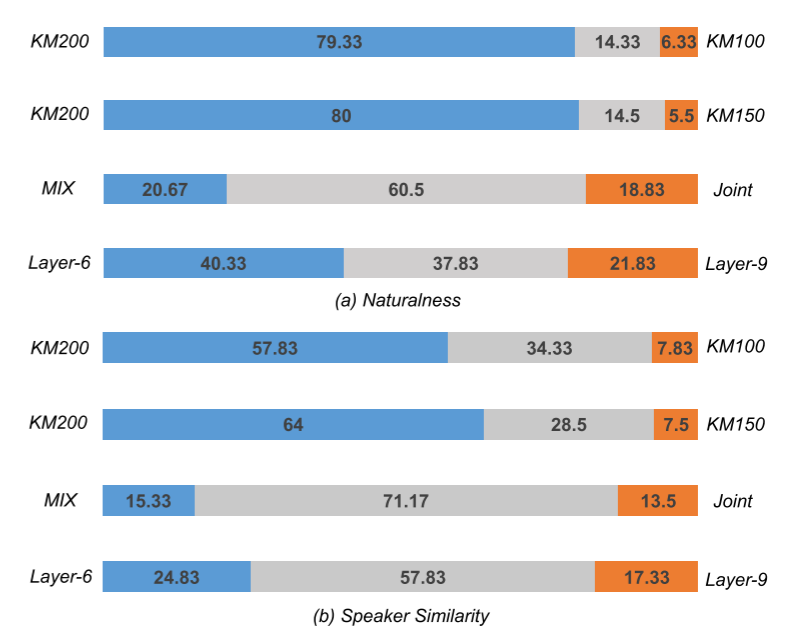 KM200 79.33 14.33 6.33 KM100
KM200 80 14.5 5.5 KM150
MIX 20.67 60.5 18.83 Joint
Layer-6 40.33 37.83 21.83 Layer-9
(a) Naturalness
KM200 57.83 34.33 7.83 KM100
KM200 64 28.5 7.5 KM150
MIX 15.33 71.17 13.5 Joint
Layer-6 24.83 57.83 17.33 Layer-9
(b) Speaker Similarity